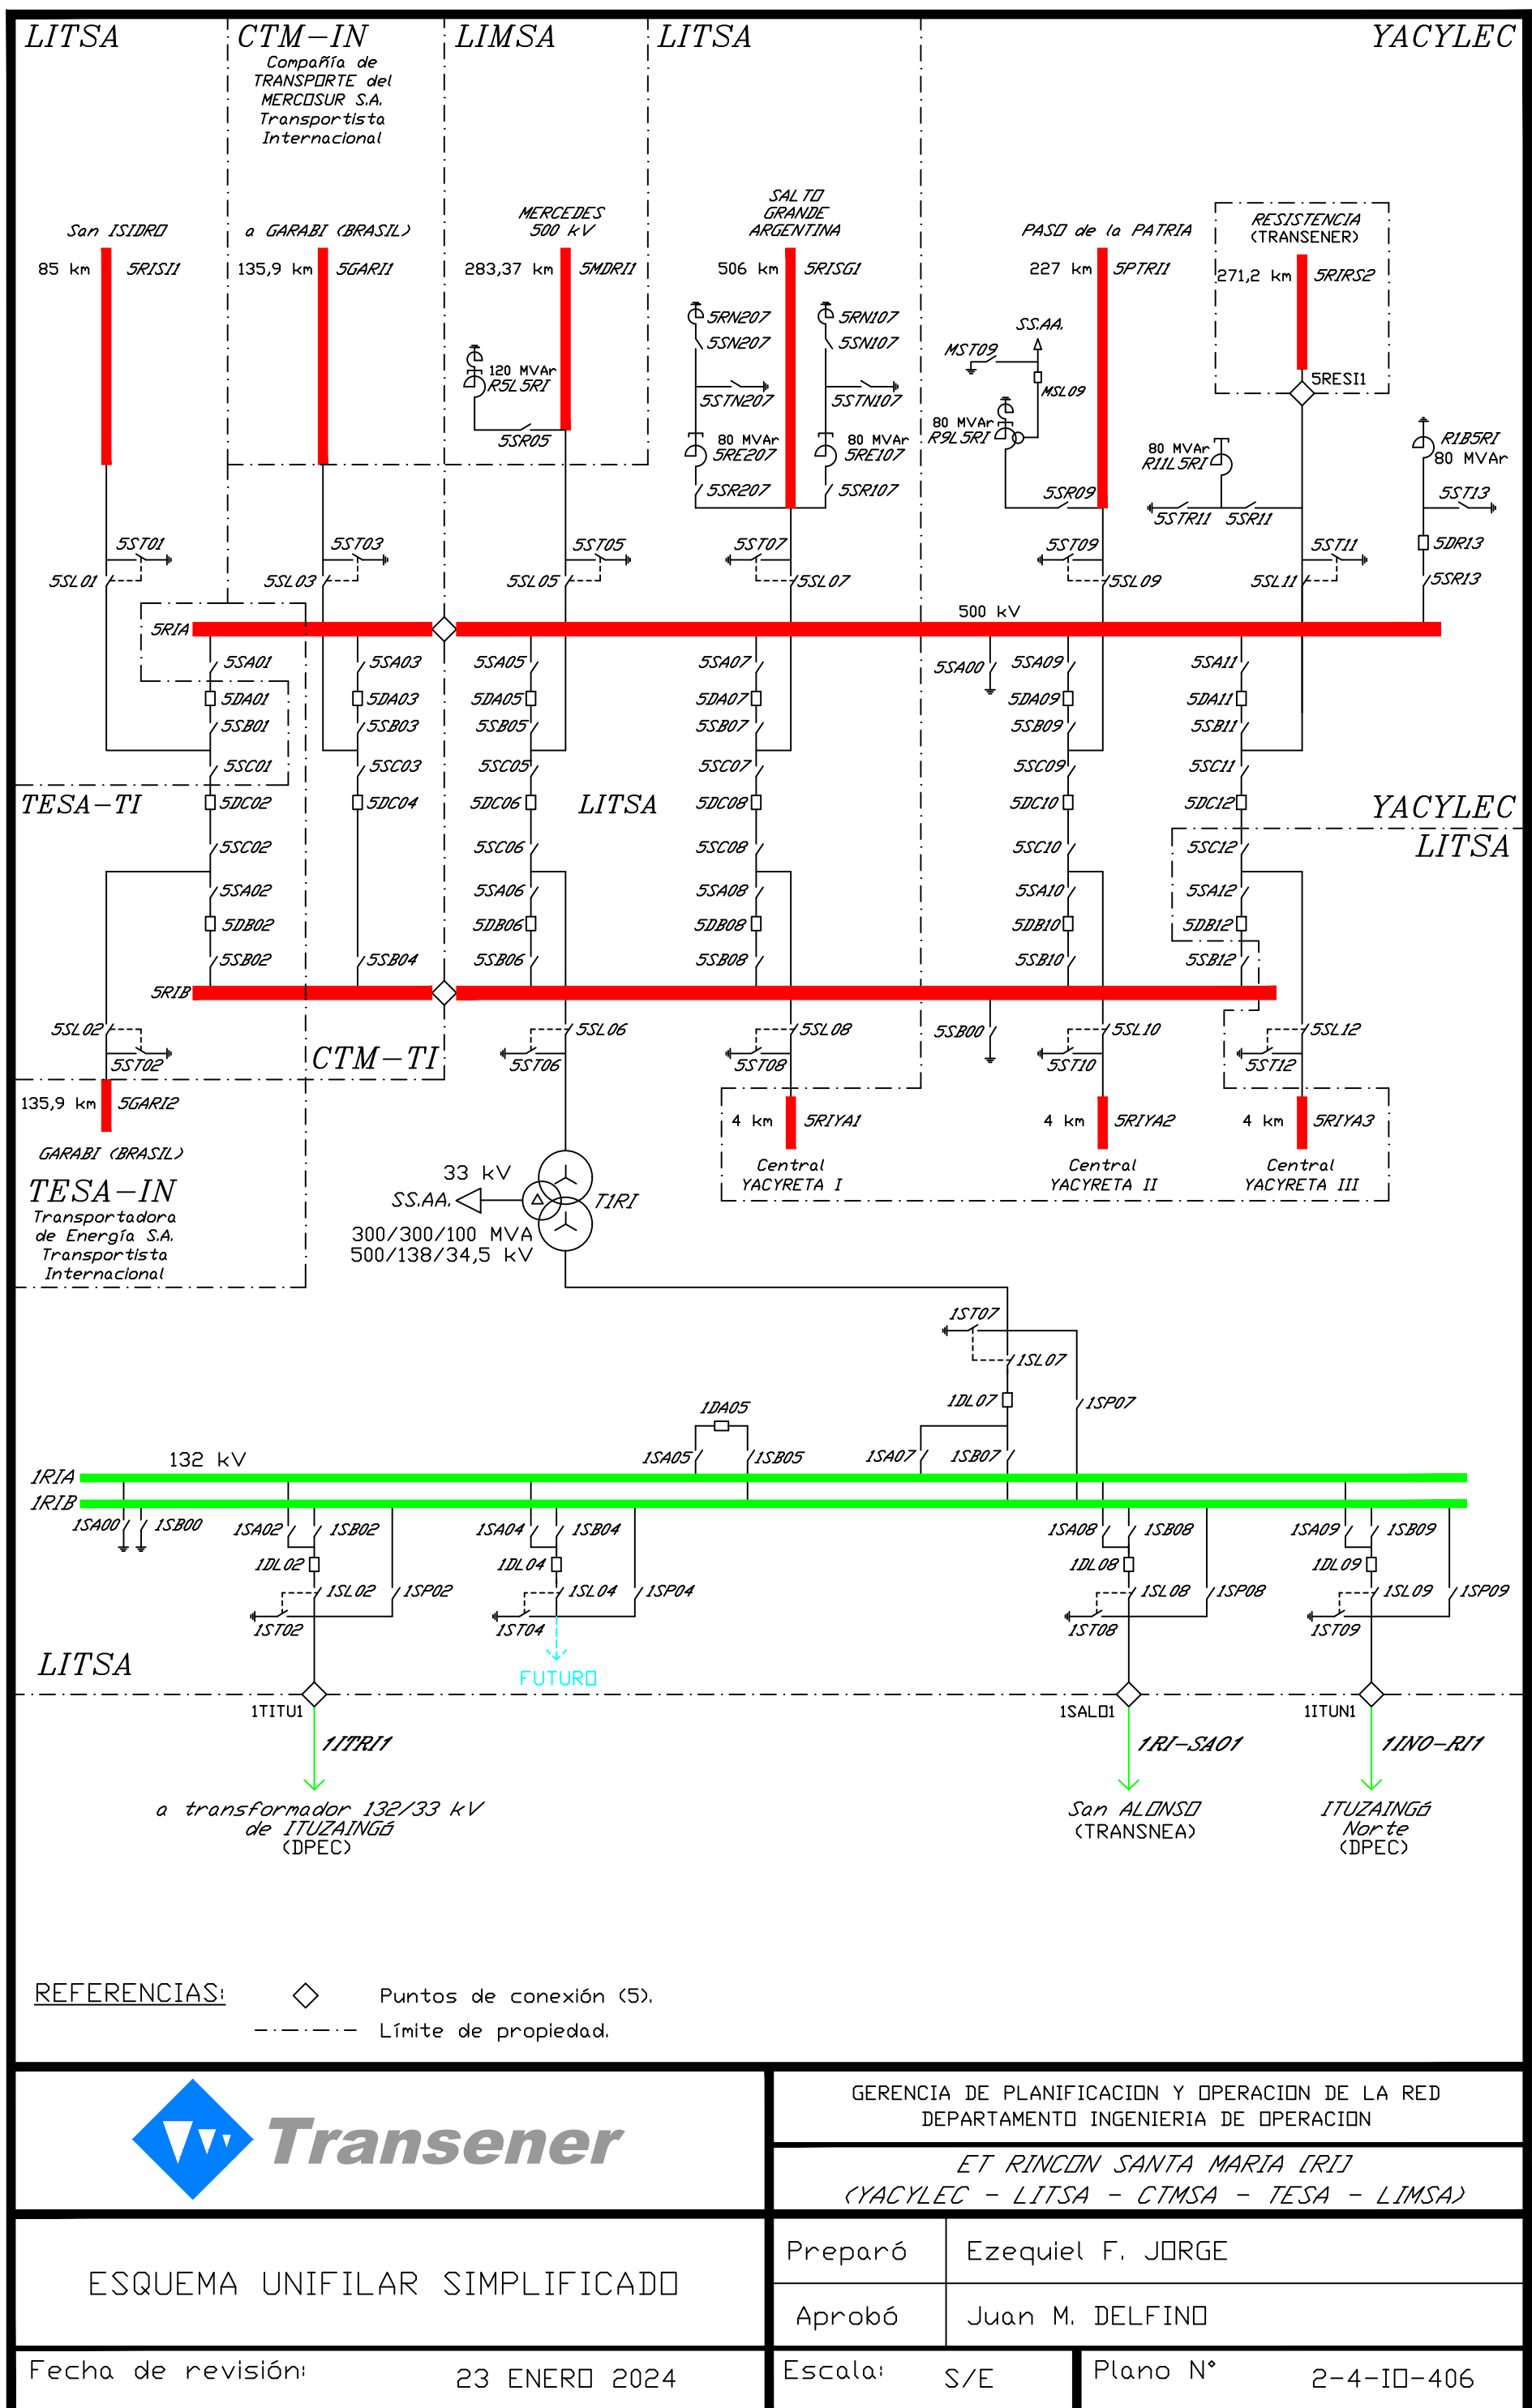 LITSA
CTM-IN
LIMSA
LITSA
YACYLEC
Compañía de
TRANSPORTE del
MERCOSUR S.A.
Transportista
Internacional
San ISIDRO
a GARABI (BRASIL)
MERCEDES
500 kV
SALTO
GRANDE
ARGENTINA
PASO de la PATRIA
RESISTENCIA
(TRANSENER)
85 km
5RISI1
135,9 km
5GARI1
283,37 km
5MDRI1
506 km
5RISG1
227 km
5PTRI1
271,2 km
5RIRS2
5RN207
5RN107
SS.AA.
5SN207
5SN107
MST09
120 MVAr
R5L5RI
MSL09
5RESI1
5STN207
5STN107
5SR05
80 MVAr
5RE207
80 MVAr
5RE107
80 MVAr
R9L5RI
80 MVAr
R11L5RI
R1B5RI
80 MVAr
5SR207
5SR107
5SR09
5STR11
5SR11
5ST13
5ST01
5ST03
5ST05
5ST07
5ST09
5ST11
5DR13
5SL01
5SL03
5SL05
5SL07
5SL09
5SL11
5SR13
500 kV
5RIA
5SA01
5SA03
5SA05
5SA07
5SA00
5SA09
5SA11
5DA01
5DA03
5DA05
5DA07
5DA09
5DA11
5SB01
5SB03
5SB05
5SB07
5SB09
5SB11
5SC01
5SC03
5SC05
5SC07
5SC09
5SC11
TESA-TI
5DC02
5DC04
5DC06
LITSA
5DC08
5DC10
5DC12
YACYLEC
LITSA
5SC02
5SC06
5SC08
5SC10
5SC12
5SA02
5SA06
5SA08
5SA10
5SA12
5DB02
5DB06
5DB08
5DB10
5DB12
5SB02
5SB04
5SB06
5SB08
5SB10
5SB12
5RIB
5SL02
5SL06
5SL08
5SB00
5SL10
5SL12
5ST02
CTM-TI
5ST06
5ST08
5ST10
5ST12
135,9 km
5GARI2
4 km
5RIYA1
4 km
5RIYA2
4 km
5RIYA3
GARABI (BRASIL)
Central
YACYRETA I
Central
YACYRETA II
Central
YACYRETA III
TESA-IN
Transportadora
de Energía S.A.
Transportista
Internacional
33 kV
SS.AA.
T1RI
300/300/100 MVA
500/138/34,5 kV
1ST07
1SL07
1DL07
1SP07
1DA05
1SA05
1SB05
1SA07
1SB07
132 kV
1RIA
1RIB
1SA00
1SB00
1SA02
1SB02
1SA04
1SB04
1SA08
1SB08
1SA09
1SB09
1DL02
1DL04
1DL08
1DL09
1SL02
1SP02
1SL04
1SP04
1SL08
1SP08
1SL09
1SP09
1ST02
1ST04
1ST08
1ST09
LITSA
FUTURO
1TITU1
1SALO1
1ITUN1
1ITRI1
1RI-SAO1
1INO-RI1
a transformador 132/33 kV
de ITUZAINGó
(DPEC)
San ALONSO
(TRANSNEA)
ITUZAINGó
Norte
(DPEC)
REFERENCIAS:
Puntos de conexión (5).
Límite de propiedad.
Transener
GERENCIA DE PLANIFICACION Y OPERACION DE LA RED
DEPARTAMENTO INGENIERIA DE OPERACION
ET RINCON SANTA MARIA [RI]
(YACYLEC - LITSA - CTMSA - TESA - LIMSA)
ESQUEMA UNIFILAR SIMPLIFICADO
Preparó
Ezequiel F. JORGE
Aprobó
Juan M. DELFINO
Fecha de revisión:
23 ENERO 2024
Escala:
S/E
Plano N°
2-4-IO-406